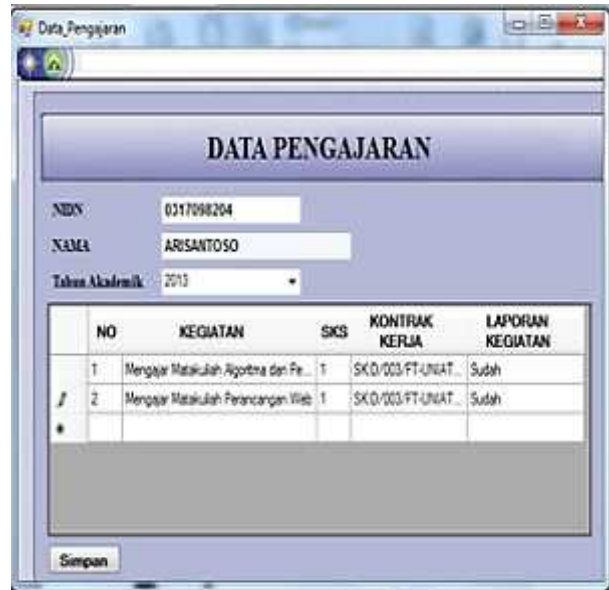 Data_Pengajaran
DATA PENGAJARAN
NIDN 0317098204
NAMA ARISANTOSO
Tahun Akademik 2013
NO KEGIATAN SKS KONTRAK KERJA LAPORAN KEGIATAN
1 Mengajar Matakuliah Algoritma dan Pe... 1 SK.D/003/FT-UNIAT... Sudah
2 Mengajar Matakuliah Perancangan Web 1 SK.D/003/FT-UNIAT... Sudah
Simpan